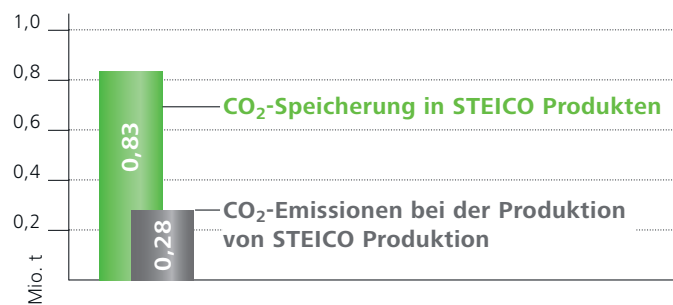 1,0
0,8
0,6
0,4
0,2
Mio. t
0,83
0,28
CO₂-Speicherung in STEICO Produkten
CO₂-Emissionen bei der Produktion
von STEICO Produktion